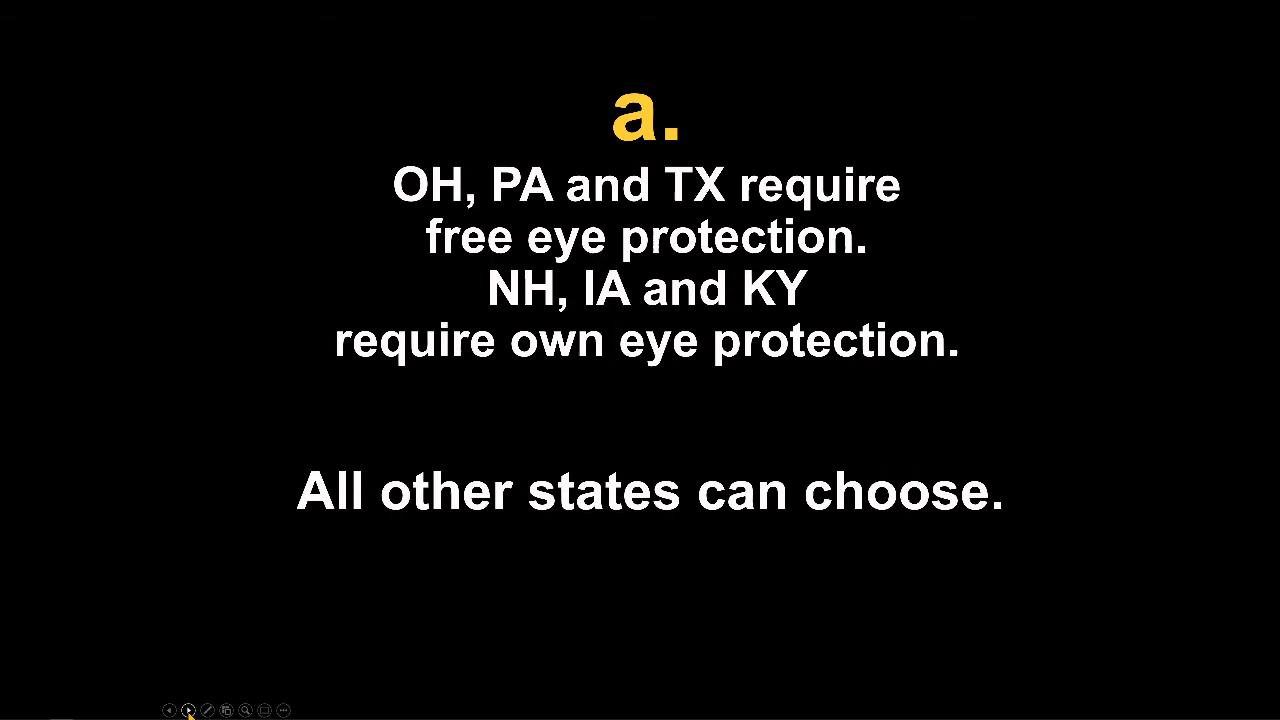 a.
OH, PA and TX require
free eye protection.
NH, IA and KY
require own eye protection.
All other states can choose.